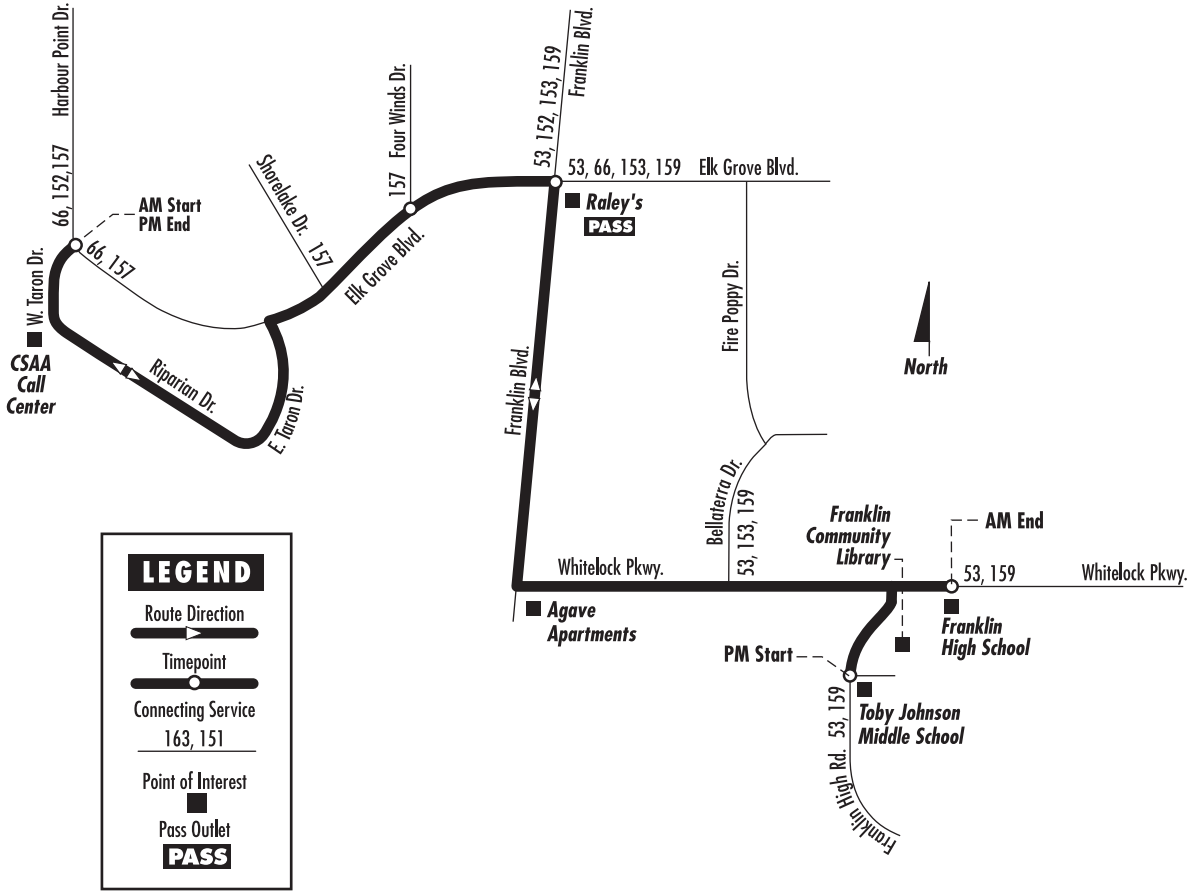 Harbour Point Dr.
66, 152,157
AM Start
PM End
66, 157
W. Taron Dr.
CSAA
Call
Center
Riparian Dr.
E. Taron Dr.
Shorelake Dr. 157
Elk Grove Blvd.
157 Four Winds Dr.
53, 152, 153, 159
Franklin Blvd.
53, 66, 153, 159 Elk Grove Blvd.
Raley's
PASS
Franklin Blvd.
Fire Poppy Dr.
North
Bellaterra Dr.
53, 153, 159
Franklin
Community
Library
AM End
Whitelock Pkwy.
53, 159
Whitelock Pkwy.
Agave
Apartments
Franklin
High School
PM Start
Toby Johnson
Middle School
Franklin High Rd. 53, 159
LEGEND
Route Direction
Timepoint
Connecting Service
163, 151
Point of Interest
Pass Outlet
PASS